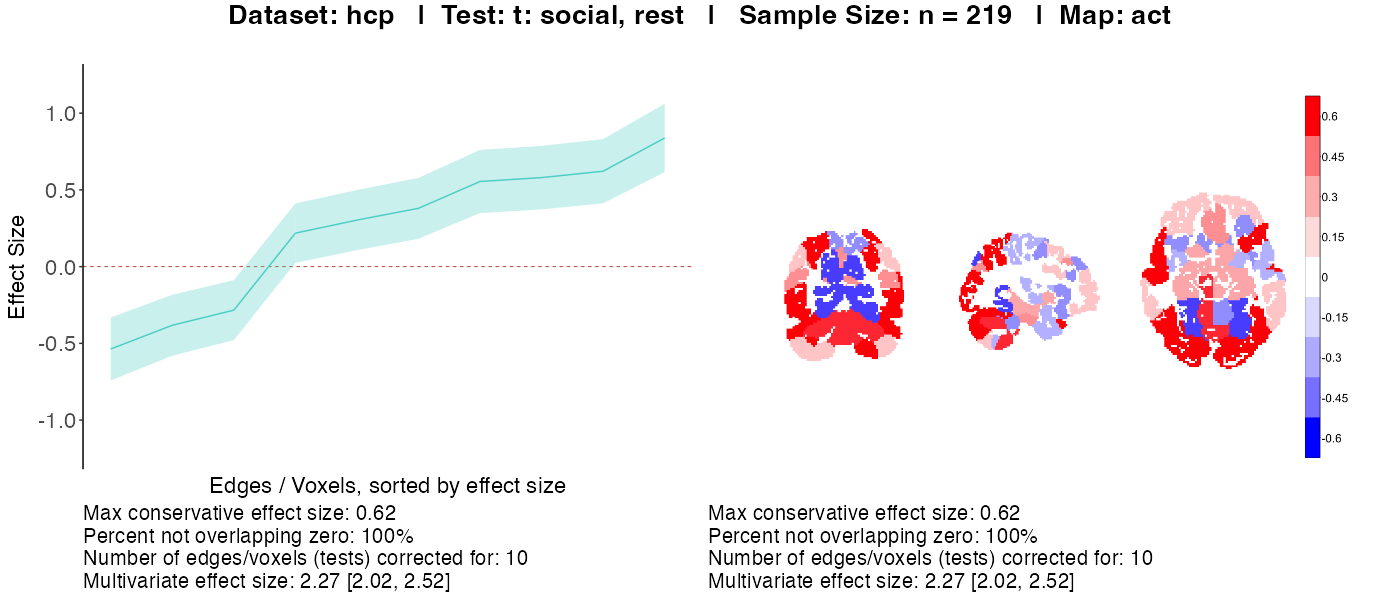 Dataset: hcp | Test: t: social, rest | Sample Size: n = 219 | Map: act
Effect Size
1.0
0.5
0.0
-0.5
-1.0
Edges / Voxels, sorted by effect size
Max conservative effect size: 0.62
Percent not overlapping zero: 100%
Number of edges/voxels (tests) corrected for: 10
Multivariate effect size: 2.27 [2.02, 2.52]
0.6
0.45
0.3
0.15
0
-0.15
-0.3
-0.45
-0.6
Max conservative effect size: 0.62
Percent not overlapping zero: 100%
Number of edges/voxels (tests) corrected for: 10
Multivariate effect size: 2.27 [2.02, 2.52]